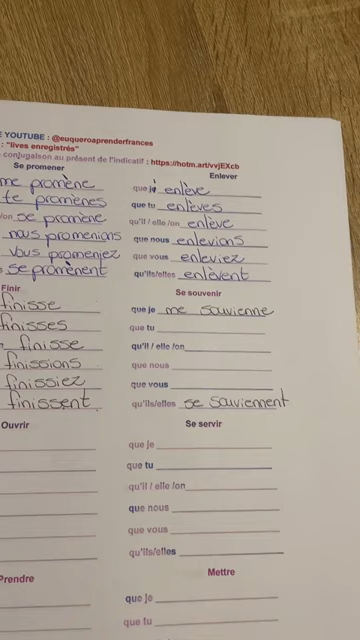 E YOUTUBE : @euqueroaprenderfrances
: "lives enregistrés"
conjugaison au présent de l'indicatif : https://hotm.art/vvjEXcb
Se promener
me promène
te promènes
/on se promène
nous promenions
vous promeniez
se promènent
Enlever
que j' enlève
que tu enlèves
qu'il / elle /on enlève
que nous enlevions
que vous enleviez
qu'ils/elles enlèvent
Finir
finisse
finisses
finisse
finissions
finissiez
finissent
Se souvenir
que je me souvienne
que tu
qu'il / elle /on
que nous
que vous
qu'ils/elles se souviennent
Ouvrir
Se servir
que je
que tu
qu'il / elle /on
que nous
que vous
qu'ils/elles
Prendre
Mettre
que je
que tu